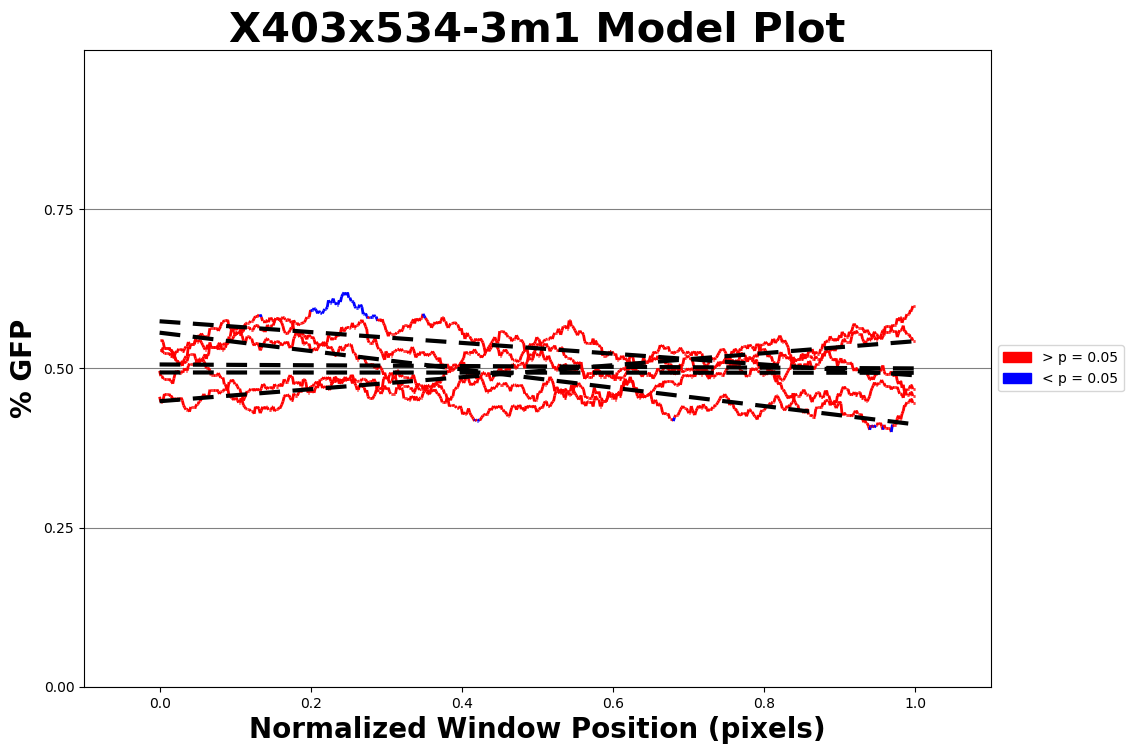 X403x534-3m1 Model Plot
% GFP
0.75
0.50
0.25
0.00
0.0 0.2 0.4 0.6 0.8 1.0
Normalized Window Position (pixels)
> p = 0.05
< p = 0.05